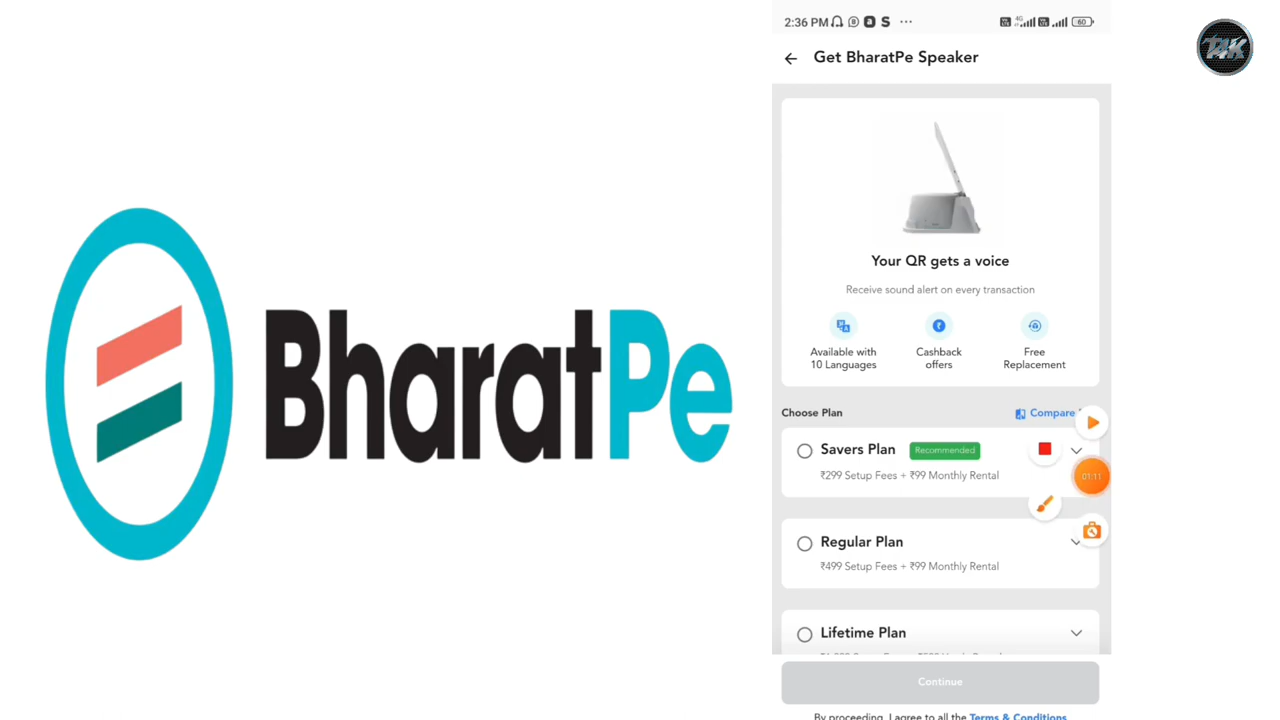 2:36 PM
60
T4K
Get BharatPe Speaker
BharatPe
Your QR gets a voice
Receive sound alert on every transaction
Available with
10 Languages
Cashback
offers
Free
Replacement
Choose Plan
Compare
Savers Plan
Recommended
₹299 Setup Fees + ₹99 Monthly Rental
01:11
Regular Plan
₹499 Setup Fees + ₹99 Monthly Rental
Lifetime Plan
Continue
By proceeding, I agree to all the Terms & Conditions